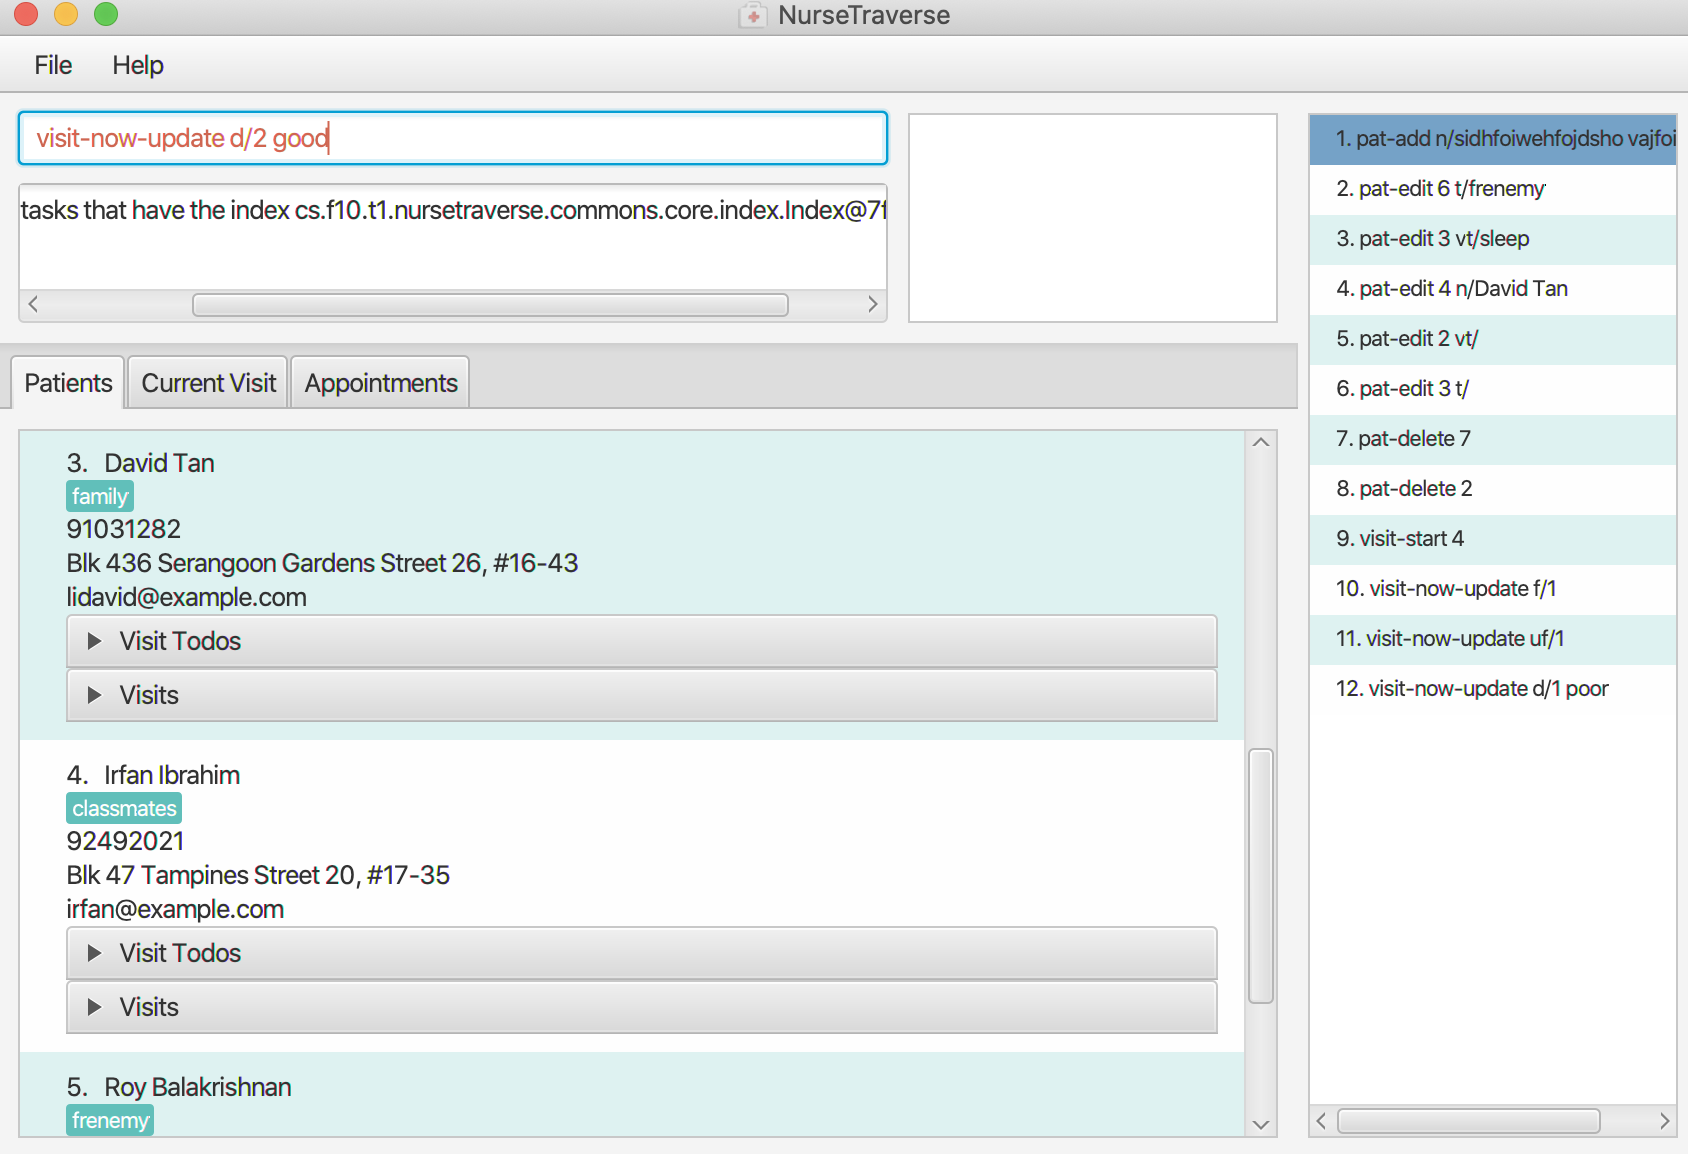 NurseTraverse
File Help
visit-now-update d/2 good
tasks that have the index cs.f10.t1.nursetraverse.commons.core.index.Index@7f
Patients Current Visit Appointments
3. David Tan
family
91031282
Blk 436 Serangoon Gardens Street 26, #16-43
lidavid@example.com
Visit Todos
Visits
4. Irfan Ibrahim
classmates
92492021
Blk 47 Tampines Street 20, #17-35
irfan@example.com
Visit Todos
Visits
5. Roy Balakrishnan
frenemy
1. pat-add n/sidhfoiwehfojdsho vajfoi
2. pat-edit 6 t/frenemy
3. pat-edit 3 vt/sleep
4. pat-edit 4 n/David Tan
5. pat-edit 2 vt/
6. pat-edit 3 t/
7. pat-delete 7
8. pat-delete 2
9. visit-start 4
10. visit-now-update f/1
11. visit-now-update uf/1
12. visit-now-update d/1 poor